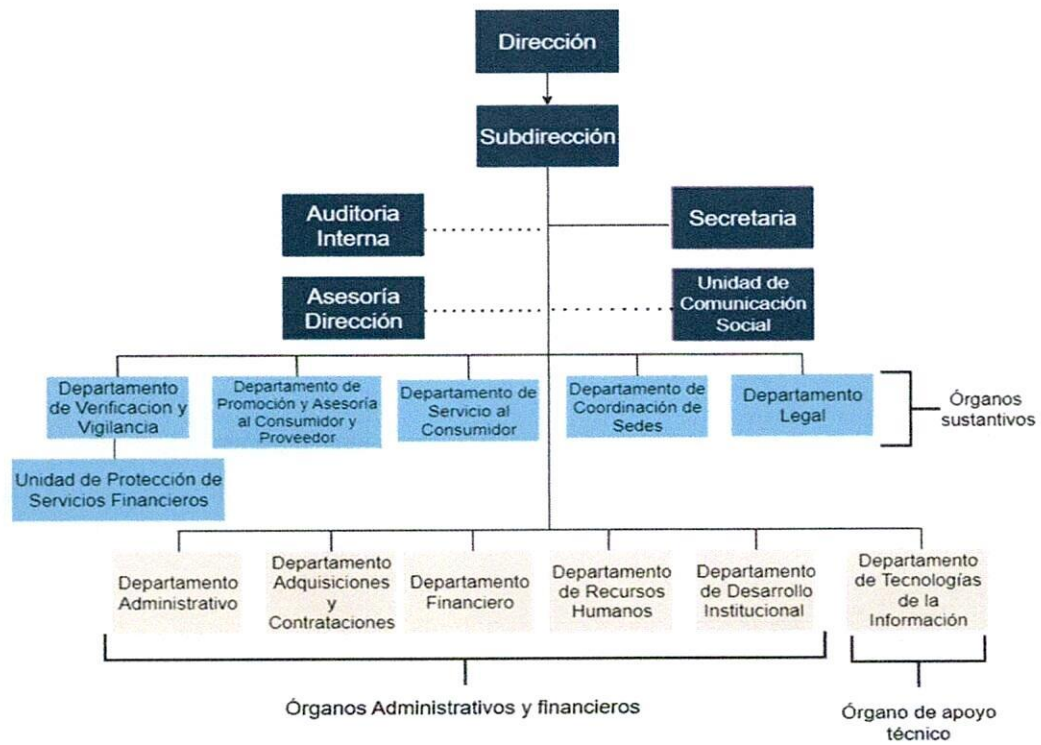 Dirección
Subdirección
Auditoria
Interna
Secretaria
Asesoría
Dirección
Unidad de
Comunicación
Social
Departamento
de Verificacion y
Vigilancia
Departamento de
Promoción y Asesoría
al Consumidor y
Proveedor
Departamento de
Servicio al
Consumidor
Departamento de
Coordinación de
Sedes
Departamento
Legal
Órganos
sustantivos
Unidad de Protección de
Servicios Financieros
Departamento
Administrativo
Departamento
Adquisiciones
y
Contrataciones
Departamento
Financiero
Departamento
de Recursos
Humanos
Departamento
de Desarrollo
Institucional
Departamento
de Tecnologías
de la
Información
Órganos Administrativos y financieros
Órgano de apoyo
técnico